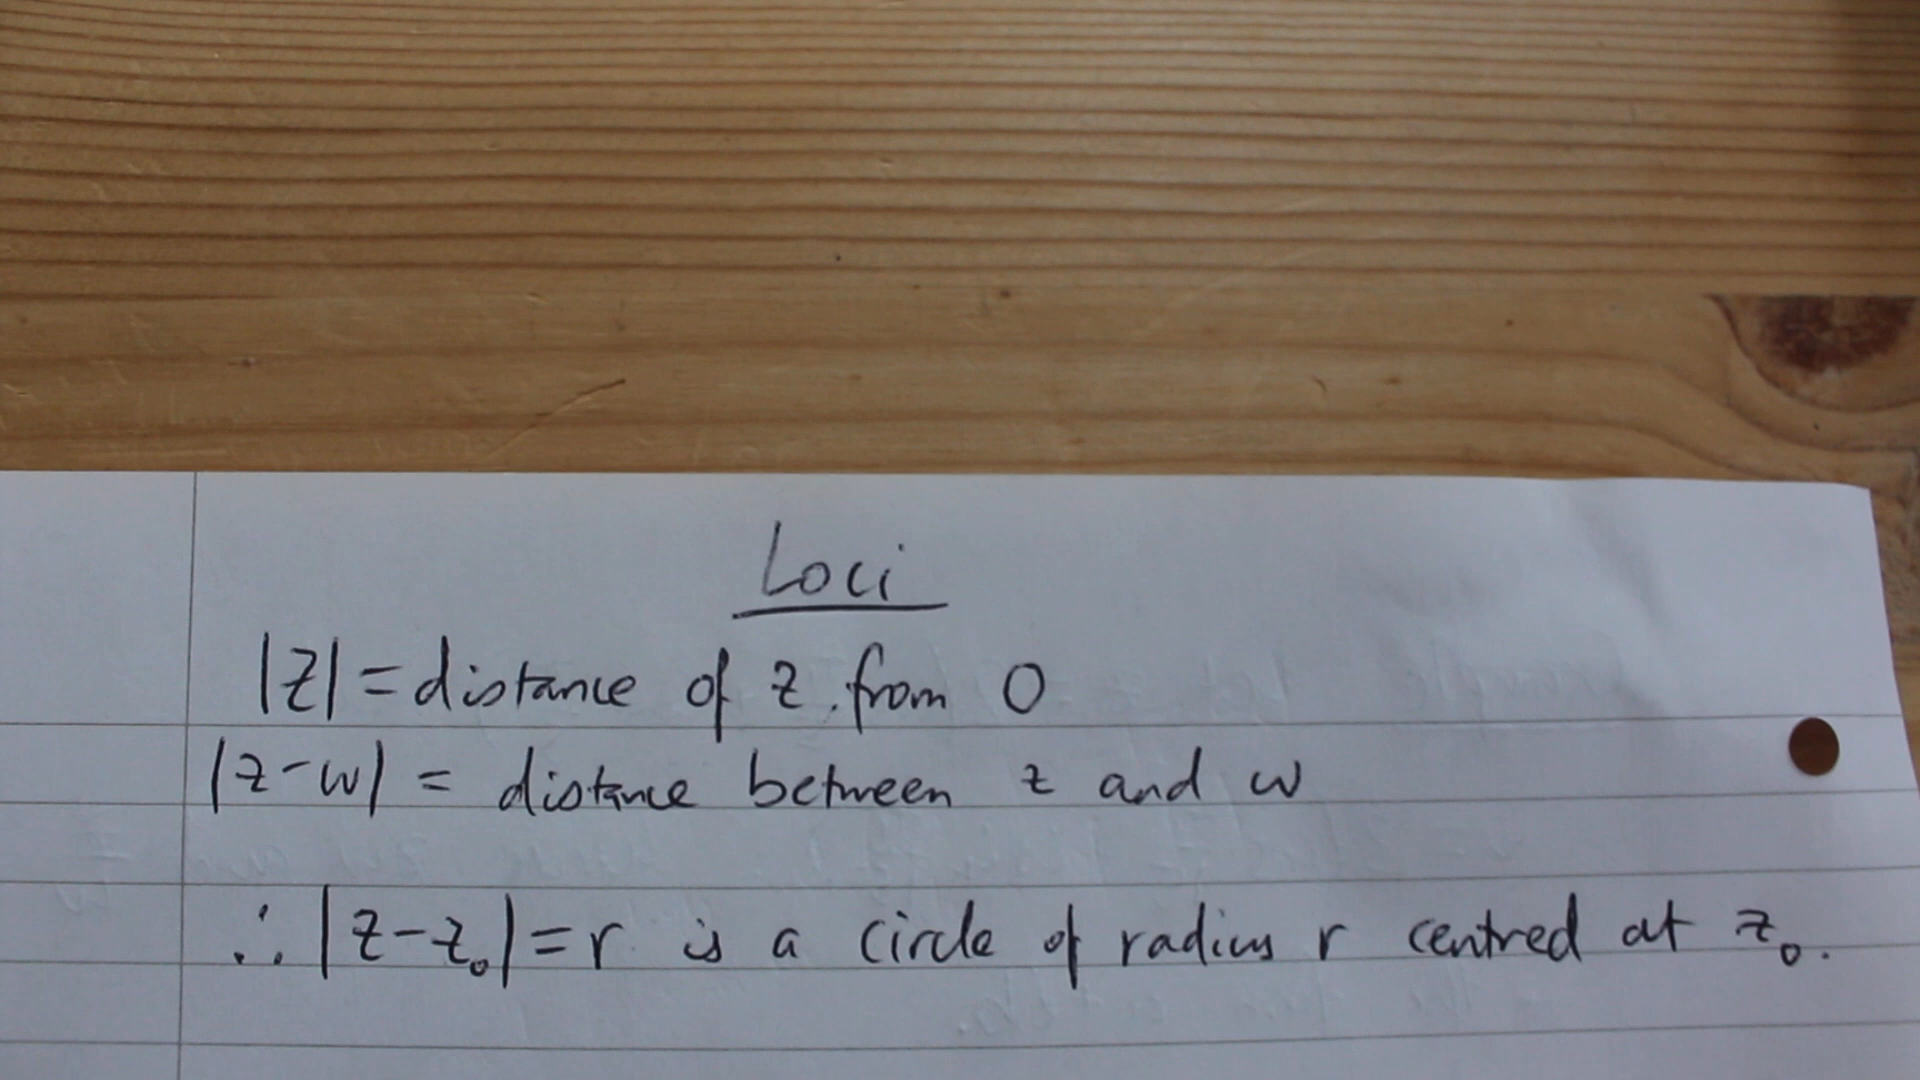 Loci
|z| = distance of z from 0
|z-w| = distance between z and w
∴ |z-z₀| = r is a circle of radius r centred at z₀.